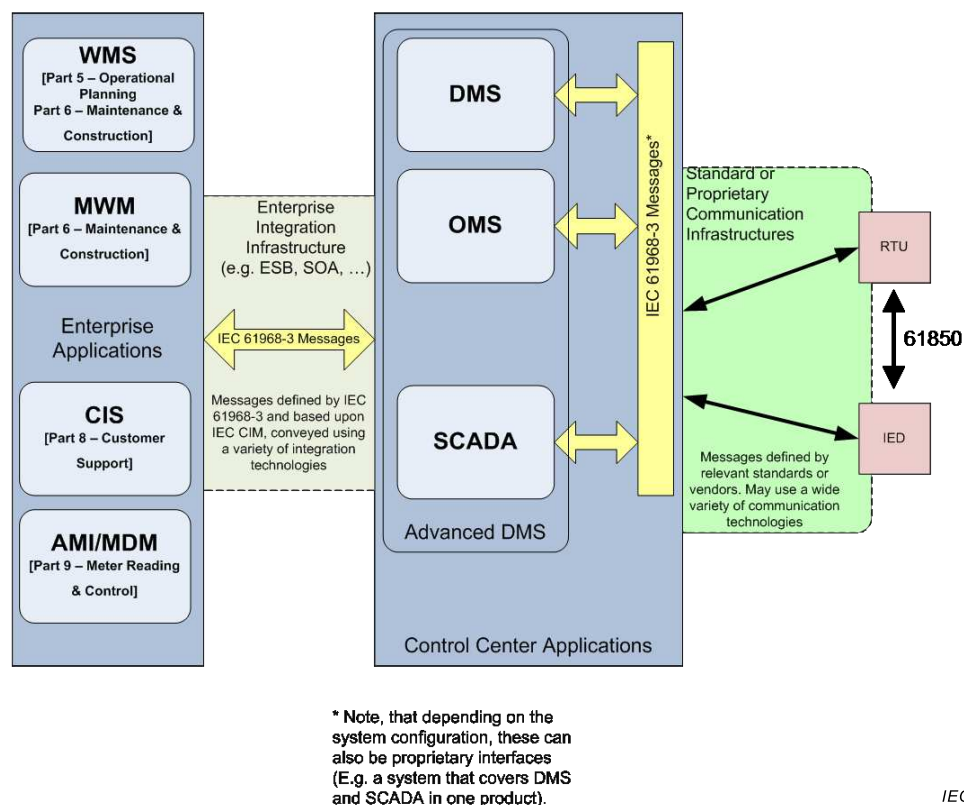 WMS
[Part 5 – Operational
Planning
Part 6 – Maintenance &
Construction]
MWM
[Part 6 – Maintenance &
Construction]
Enterprise
Applications
CIS
[Part 8 – Customer
Support]
AMI/MDM
[Part 9 – Meter Reading
& Control]
Enterprise
Integration
Infrastructure
(e.g. ESB, SOA, …)
IEC 61968-3 Messages
Messages defined by IEC
61968-3 and based upon
IEC CIM, conveyed using
a variety of integration
technologies
DMS
OMS
SCADA
Advanced DMS
Control Center Applications
IEC 61968-3 Messages*
Standard or
Proprietary
Communication
Infrastructures
Messages defined by
relevant standards or
vendors. May use a wide
variety of communication
technologies
RTU
61850
IED
* Note, that depending on the
system configuration, these can
also be proprietary interfaces
(E.g. a system that covers DMS
and SCADA in one product).
IEC